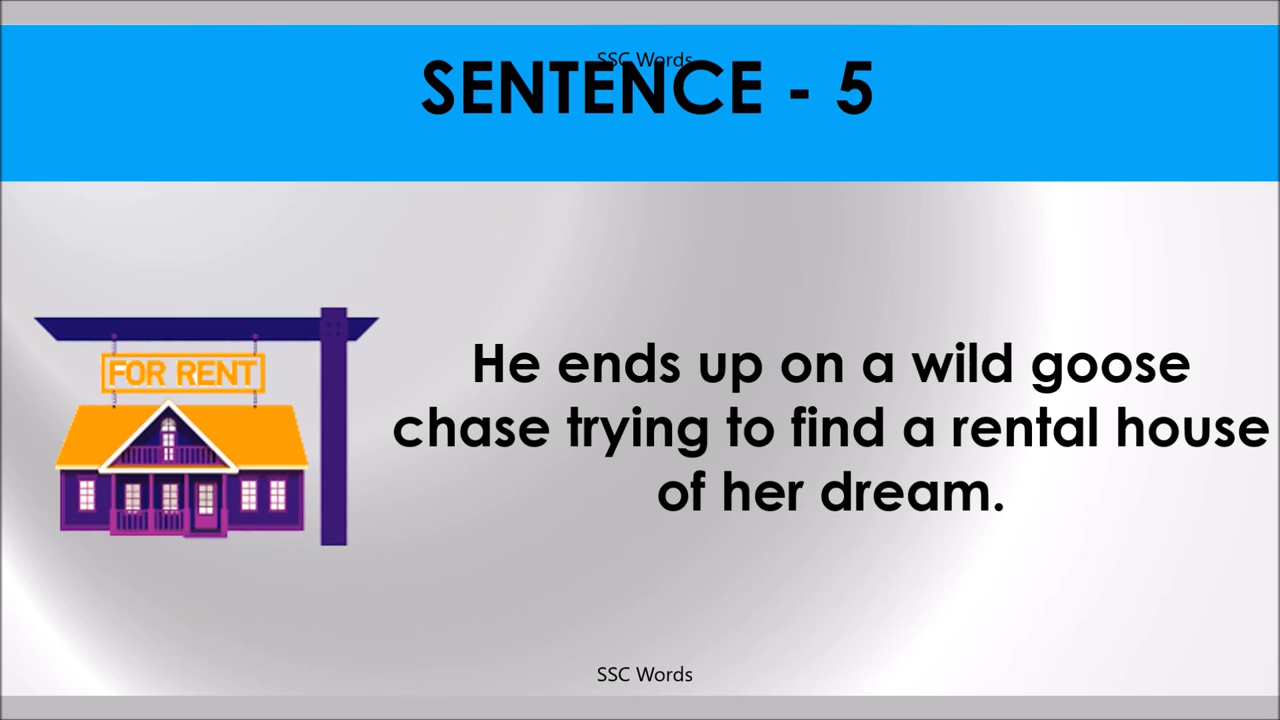 SSC Words
SENTENCE - 5
FOR RENT
He ends up on a wild goose
chase trying to find a rental house
of her dream.
SSC Words